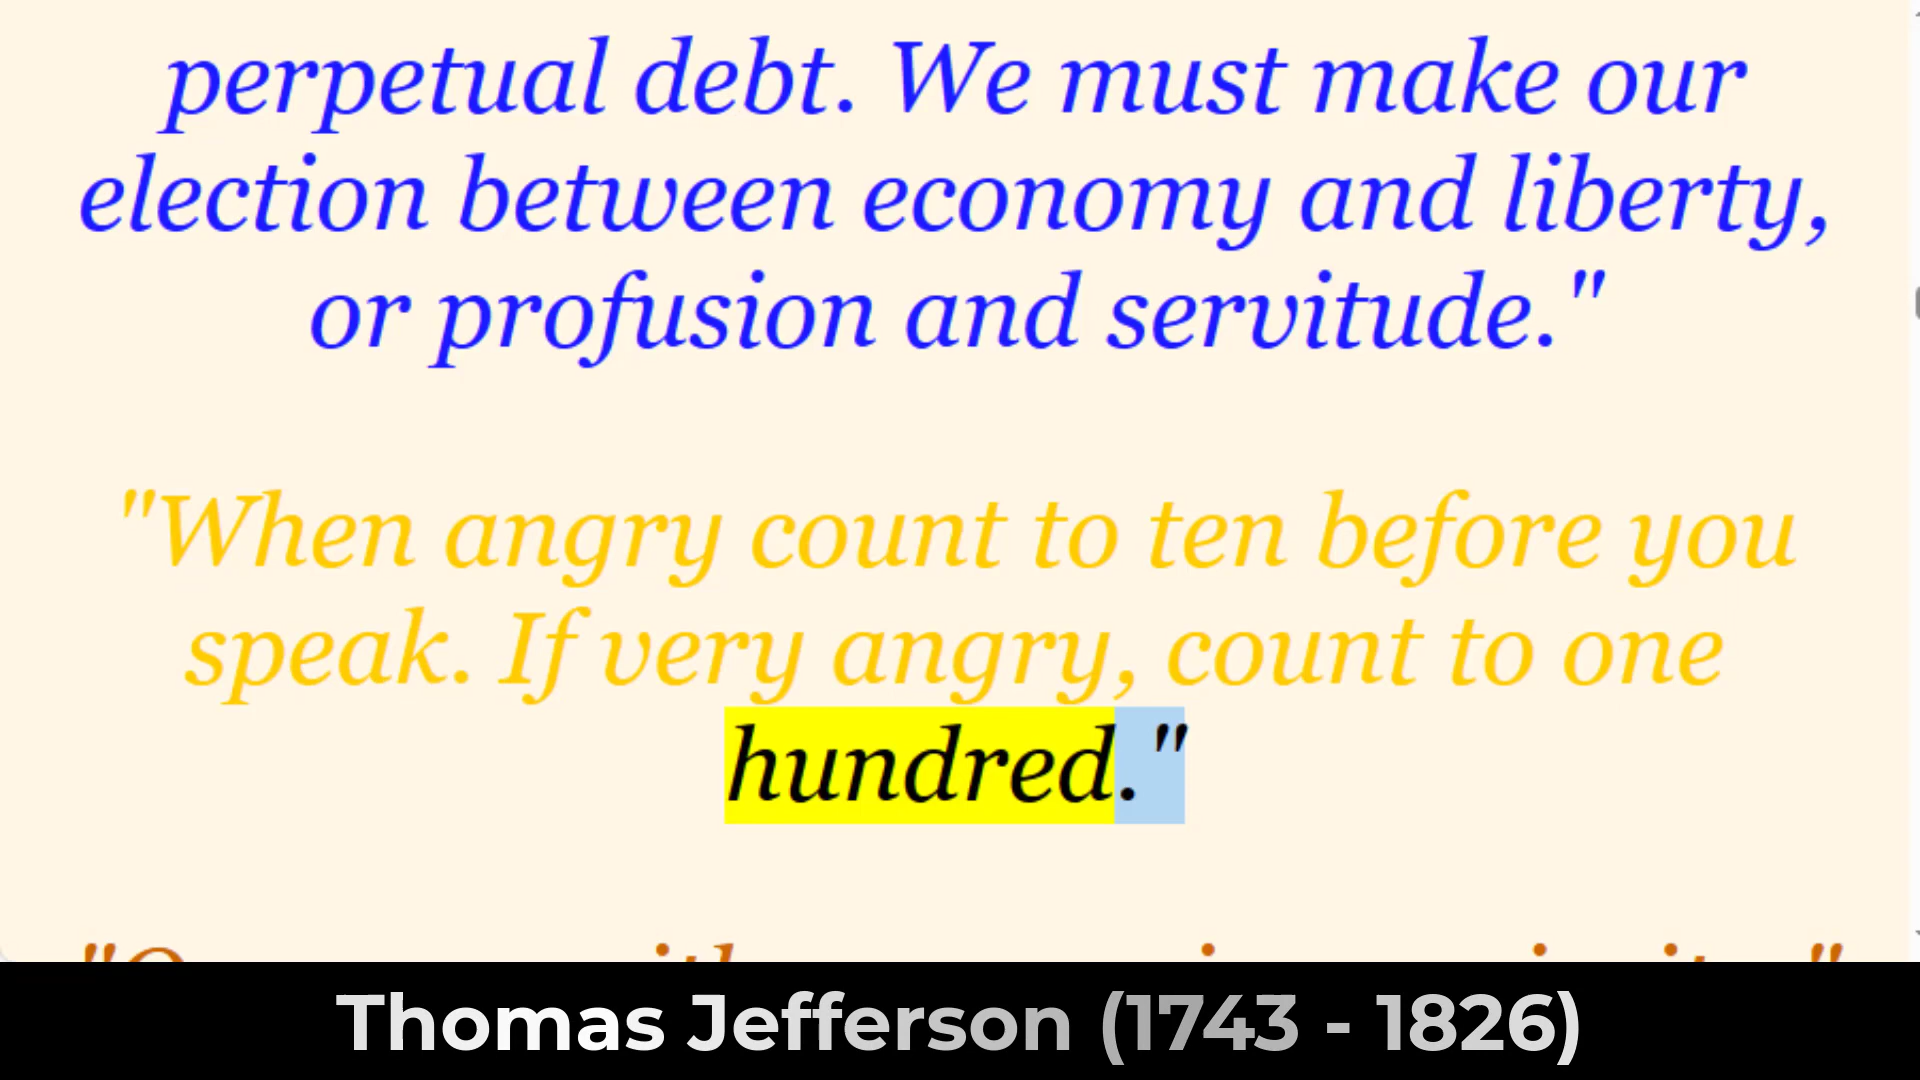 perpetual debt. We must make our
election between economy and liberty,
or profusion and servitude."
"When angry count to ten before you
speak. If very angry, count to one
hundred."
Thomas Jefferson (1743 - 1826)